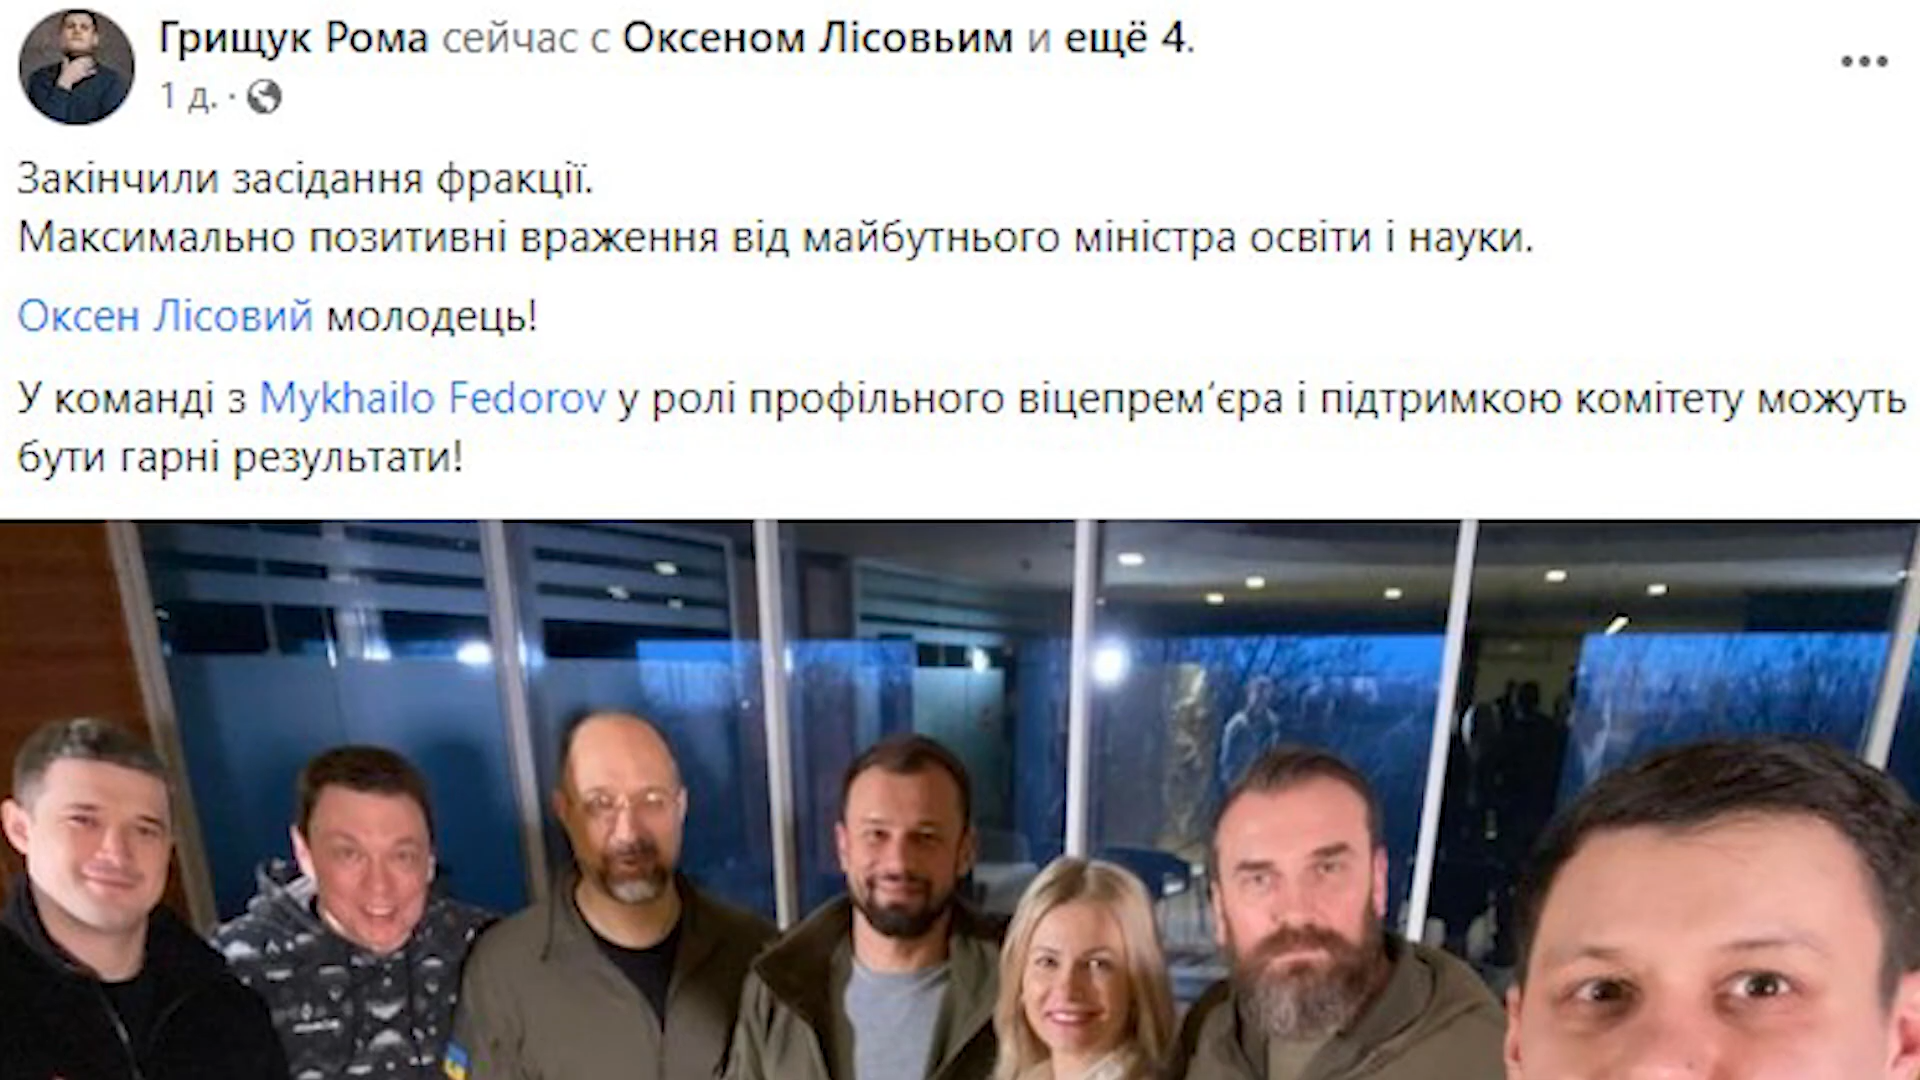 Грищук Рома сейчас с Оксеном Лісовьим и ещё 4.
1 д. ·
Закінчили засідання фракції.
Максимально позитивні враження від майбутнього міністра освіти і науки.
Оксен Лісовий молодець!
У команді з Mykhailo Fedorov у ролі профільного віцепрем’єра і підтримкою комітету можуть
бути гарні результати!